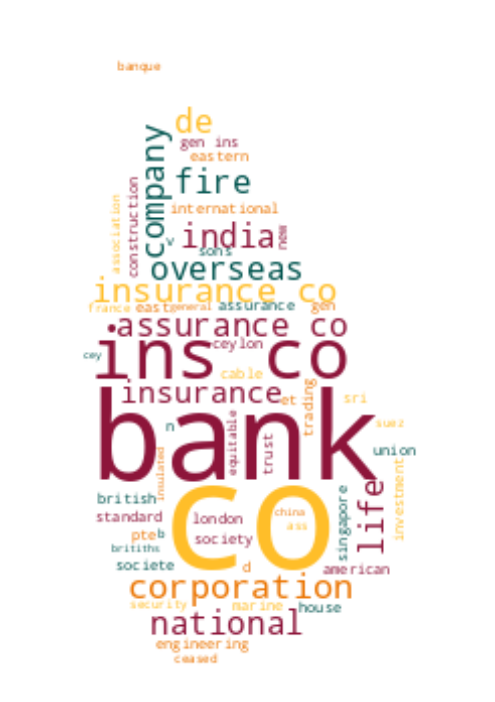 banque
de
company
gen ins
eastern
fire
construction
association
international
india
new
v
sons
overseas
insurance co
france
east
general
assurance
gen
assurance co
ceylon
cey
ins co
cable
insurance
et
trading
sri
bank
n
equitable
trust
suez
union
insulated
british
co
life
investment
singapore
standard
london
china
ass
pte
b
society
britiths
societe
d
american
corporation
security
marine
house
national
engineering
ceased